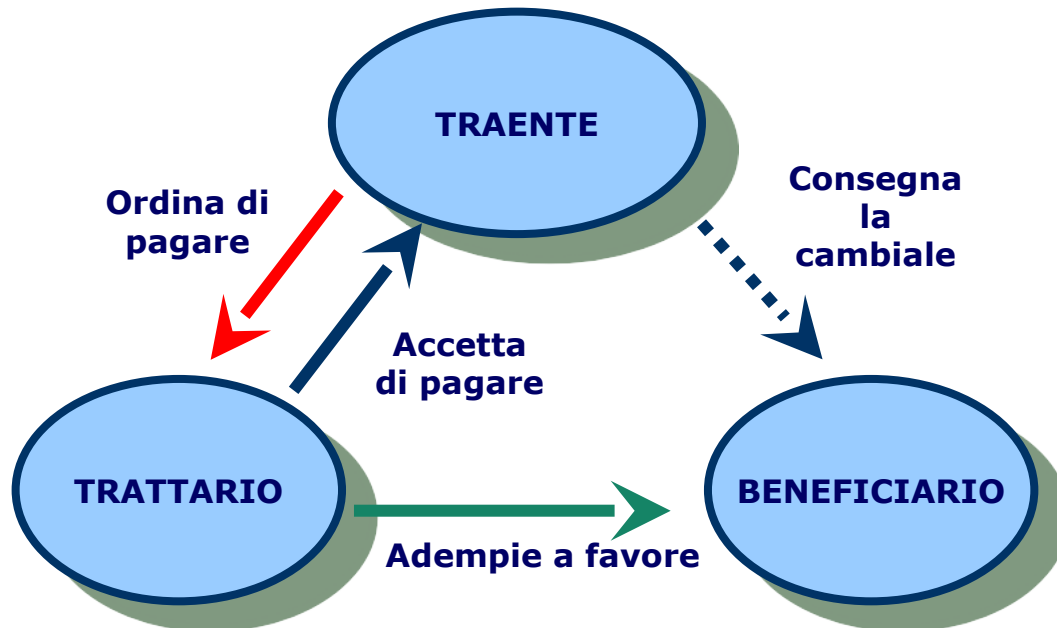 TRAENTE
Ordina di
pagare
Consegna
la
cambiale
Accetta
di pagare
TRATTARIO
BENEFICIARIO
Adempie a favore